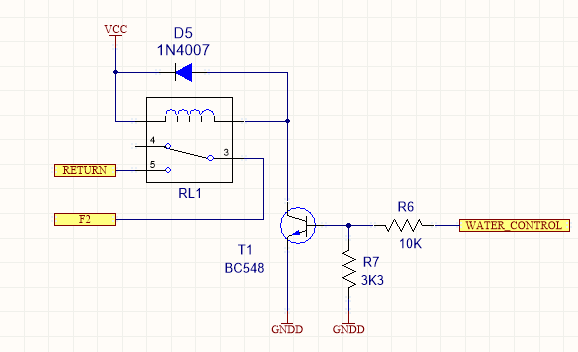 VCC
D5
1N4007
4
3
RETURN
5
RL1
R6
F2
WATER_CONTROL
10K
T1
R7
BC548
3K3
GNDD
GNDD